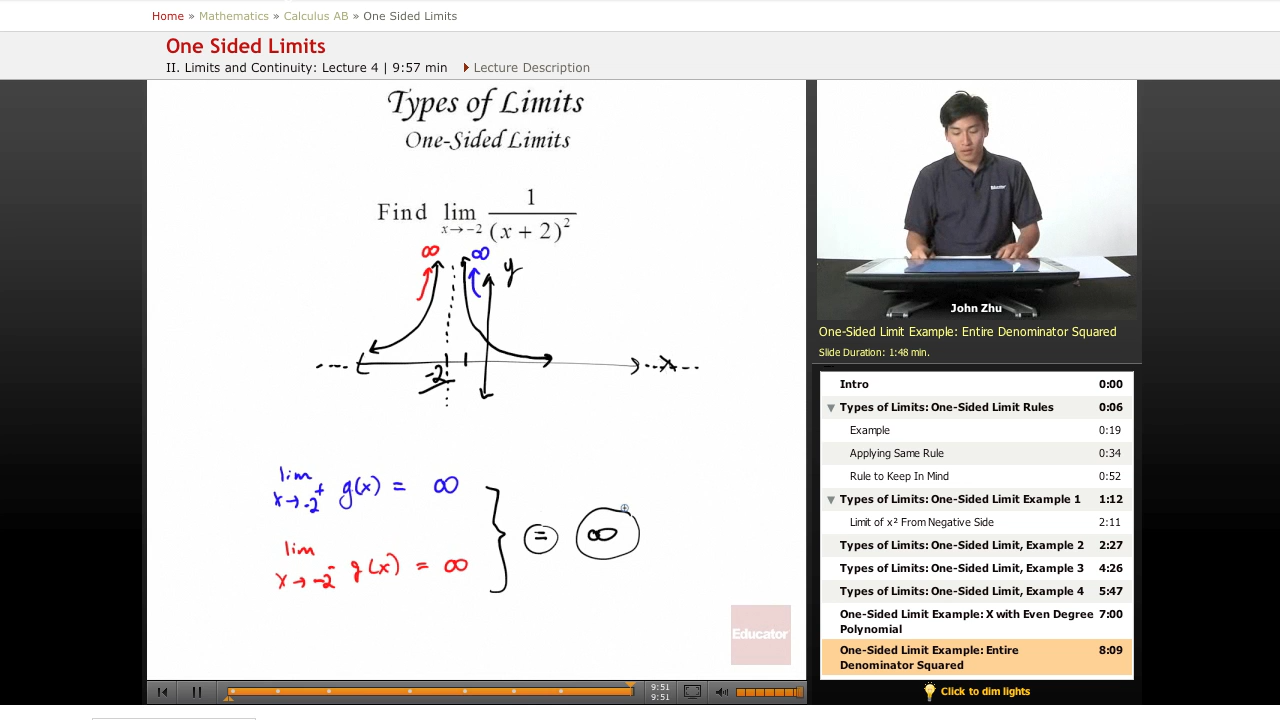 Home » Mathematics » Calculus AB » One Sided Limits
One Sided Limits
II. Limits and Continuity: Lecture 4 | 9:57 min
Lecture Description
Types of Limits
One-Sided Limits
Find lim x→-2 1/(x + 2)²
∞ ∞
y
-2
x
lim x→-2⁺ g(x) = ∞
= ∞
lim x→-2⁻ g(x) = ∞
Educator
9:51
9:51
Educator
John Zhu
One-Sided Limit Example: Entire Denominator Squared
Slide Duration: 1:48 min.
Intro 0:00
Types of Limits: One-Sided Limit Rules 0:06
Example 0:19
Applying Same Rule 0:34
Rule to Keep In Mind 0:52
Types of Limits: One-Sided Limit Example 1 1:12
Limit of x² From Negative Side 2:11
Types of Limits: One-Sided Limit, Example 2 2:27
Types of Limits: One-Sided Limit, Example 3 4:26
Types of Limits: One-Sided Limit, Example 4 5:47
One-Sided Limit Example: X with Even Degree 7:00
Polynomial
One-Sided Limit Example: Entire 8:09
Denominator Squared
Click to dim lights